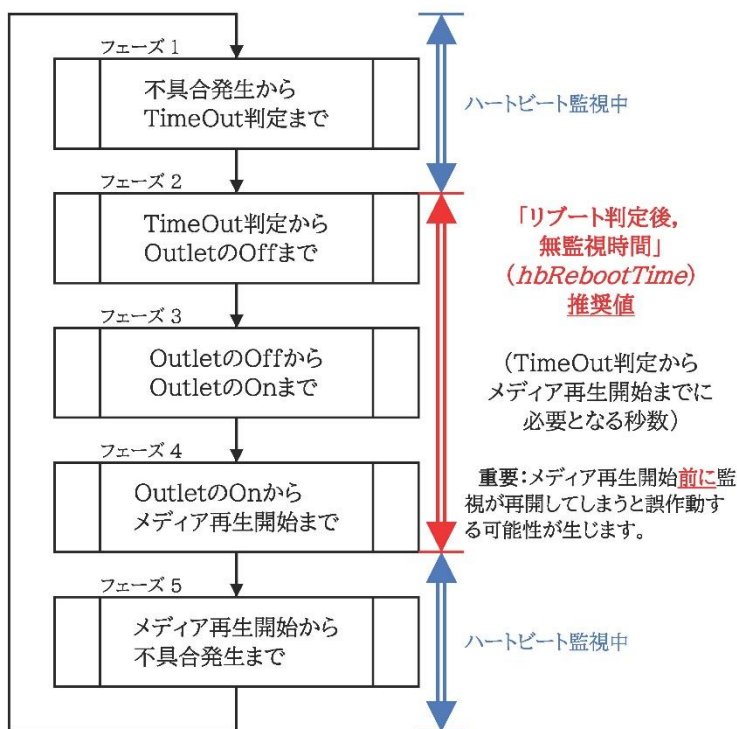 フェーズ1
不具合発生から
TimeOut判定まで
ハートビート監視中
フェーズ2
TimeOut判定から
OutletのOffまで
「リブート判定後,
無監視時間」
(hbRebootTime)
推奨値
フェーズ3
OutletのOffから
OutletのOnまで
(TimeOut判定から
メディア再生開始までに
必要となる秒数)
フェーズ4
OutletのOnから
メディア再生開始まで
重要:メディア再生開始前に監
視が再開してしまうと誤作動す
る可能性が生じます。
フェーズ5
メディア再生開始から
不具合発生まで
ハートビート監視中